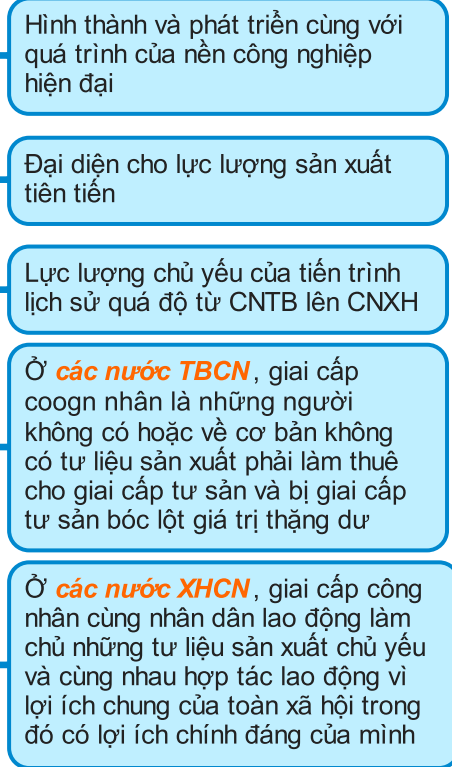 Hình thành và phát triển cùng với
quá trình của nền công nghiệp
hiện đại
Đại diện cho lực lượng sản xuất
tiên tiến
Lực lượng chủ yếu của tiến trình
lịch sử quá độ từ CNTB lên CNXH
Ở các nước TBCN, giai cấp
coogn nhân là những người
không có hoặc về cơ bản không
có tư liệu sản xuất phải làm thuê
cho giai cấp tư sản và bị giai cấp
tư sản bóc lột giá trị thặng dư
Ở các nước XHCN, giai cấp công
nhân cùng nhân dân lao động làm
chủ những tư liệu sản xuất chủ yếu
và cùng nhau hợp tác lao động vì
lợi ích chung của toàn xã hội trong
đó có lợi ích chính đáng của mình